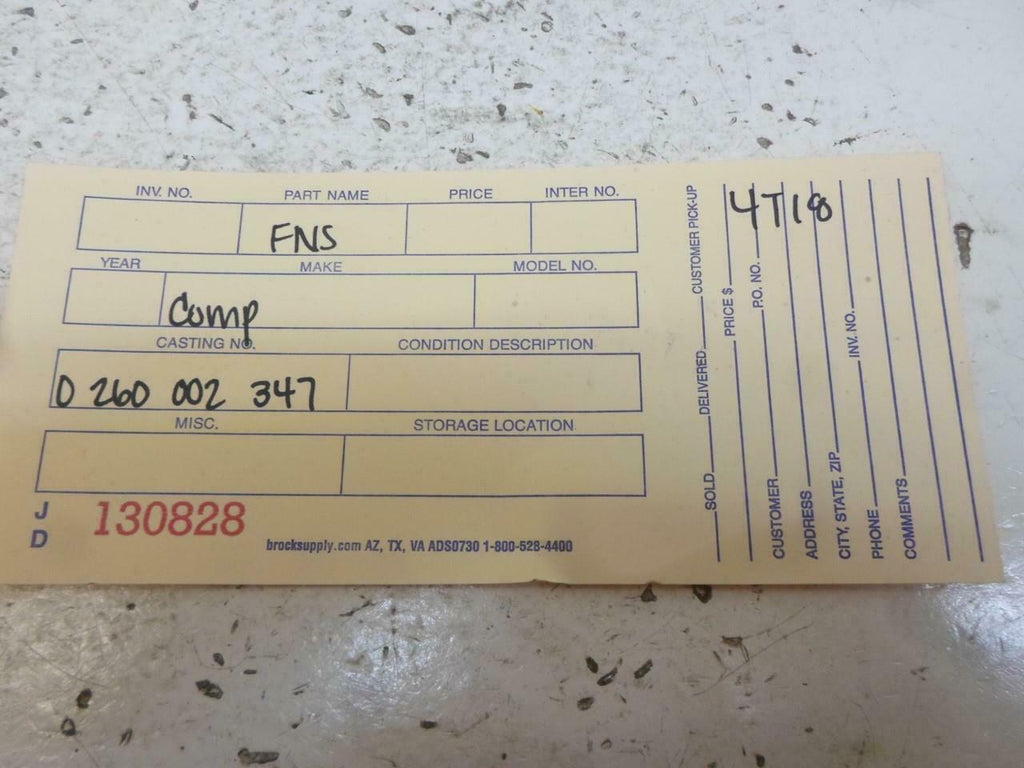 INV. NO. PART NAME PRICE INTER NO.
FNS
YEAR MAKE MODEL NO.
Comp
CASTING NO. CONDITION DESCRIPTION
0 260 002 347
MISC. STORAGE LOCATION
J
D
130828
brocksupply.com AZ, TX, VA ADS0730 1-800-528-4400
SOLD DELIVERED CUSTOMER PICK-UP
PRICE $
4T18
P.O. NO.
CUSTOMER
ADDRESS
CITY, STATE, ZIP
INV. NO.
PHONE
COMMENTS